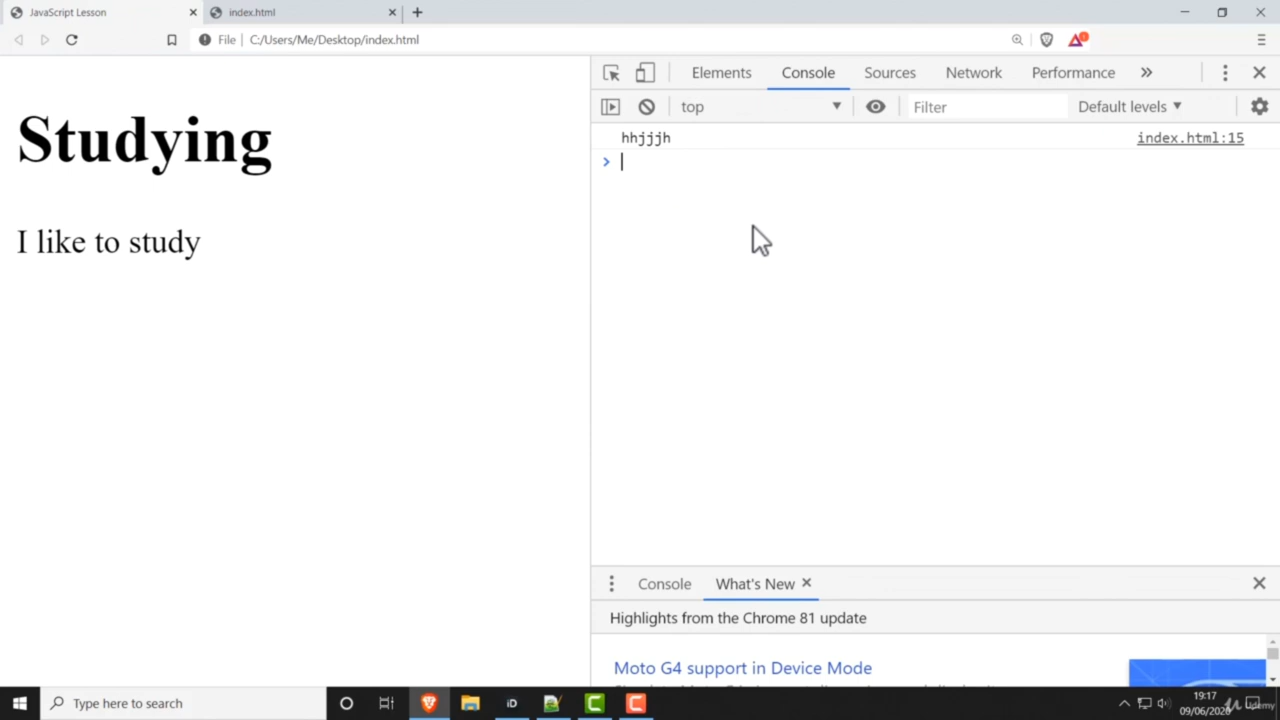 JavaScript Lesson
index.html
File C:/Users/Me/Desktop/index.html
Studying
I like to study
Elements Console Sources Network Performance
top Filter Default levels
hhjjjh index.html:15
Console What's New
Highlights from the Chrome 81 update
Moto G4 support in Device Mode
Type here to search
19:17
09/06/2020
Udemy